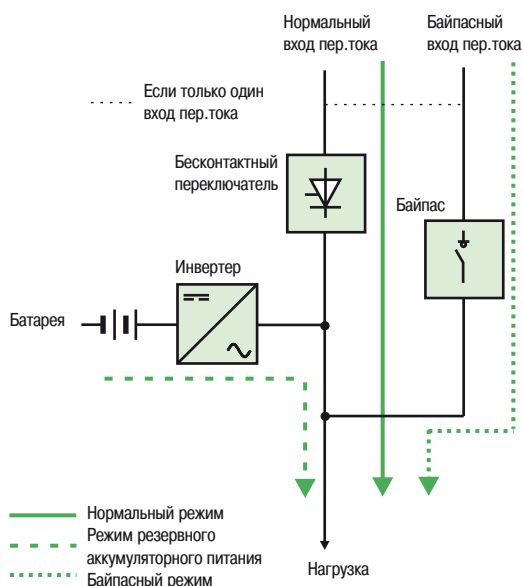 Нормальный
вход пер.тока
Байпасный
вход пер.тока
Если только один
вход пер.тока
Бесконтактный
переключатель
Байпас
Инвертер
Батарея
Нормальный режим
Режим резервного
аккумуляторного питания
Байпасный режим
Нагрузка